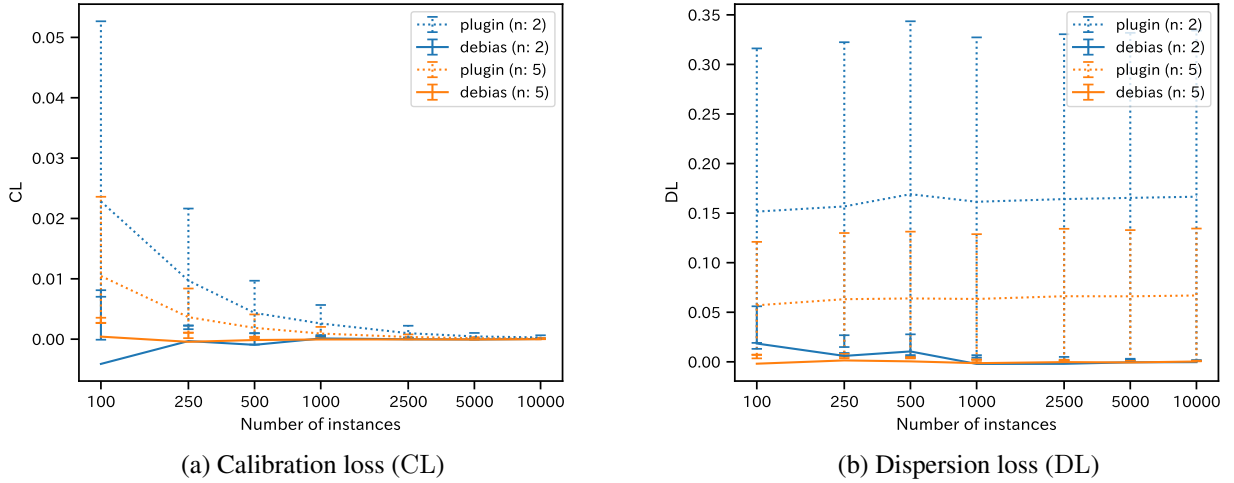 CL
0.05
0.04
0.03
0.02
0.01
0.00
plugin (n: 2)
debias (n: 2)
plugin (n: 5)
debias (n: 5)
100
250
500
1000
2500
5000
10000
Number of instances
(a) Calibration loss (CL)
DL
0.35
0.30
0.25
0.20
0.15
0.10
0.05
0.00
plugin (n: 2)
debias (n: 2)
plugin (n: 5)
debias (n: 5)
100
250
500
1000
2500
5000
10000
Number of instances
(b) Dispersion loss (DL)